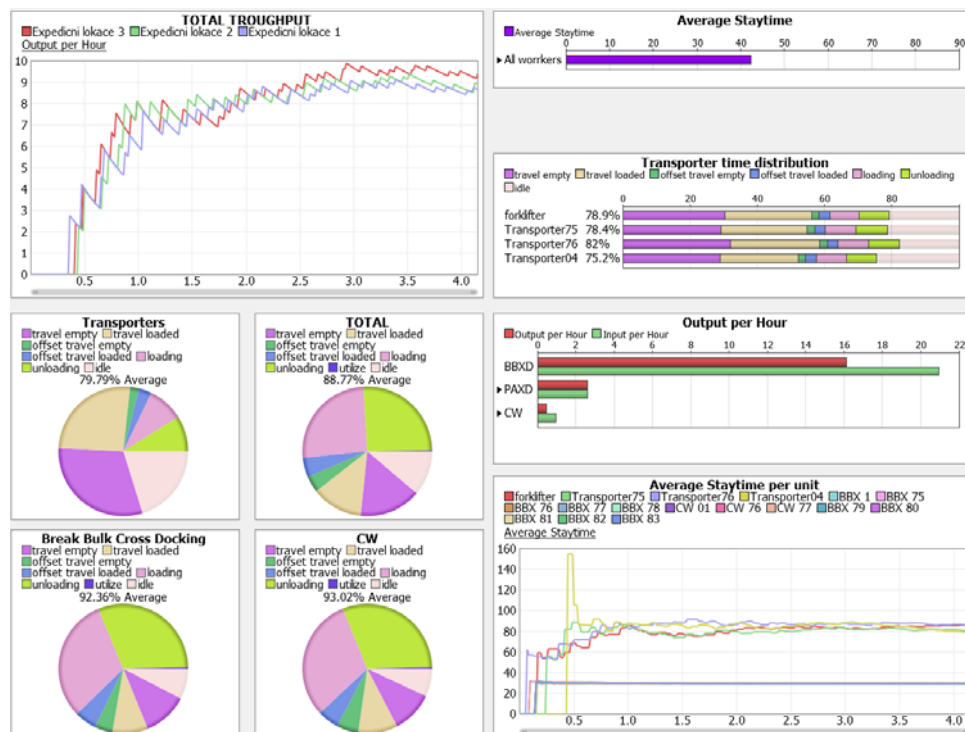 TOTAL TROUGHPUT
Expedicni lokace 3 Expedicni lokace 2 Expedicni lokace 1
Output per Hour
10
9
8
7
6
5
4
3
2
1
0
0.5 1.0 1.5 2.0 2.5 3.0 3.5 4.0
Average Staytime
Average Staytime
0 10 20 30 40 50 60 70 80 90
All worrkers
Transporter time distribution
travel empty travel loaded offset travel empty offset travel loaded loading unloading
idle
0 20 40 60 80
forklifter 78.9%
Transporter75 78.4%
Transporter76 82%
Transporter04 75.2%
Transporters
travel empty travel loaded
offset travel empty
offset travel loaded loading
unloading idle
79.79% Average
TOTAL
travel empty travel loaded
offset travel empty
offset travel loaded loading
unloading utilize idle
88.77% Average
Output per Hour
Output per Hour Input per Hour
0 2 4 6 8 10 12 14 16 18 20 22
BBXD
PAXD
CW
Break Bulk Cross Docking
travel empty travel loaded
offset travel empty
offset travel loaded loading
unloading utilize idle
92.36% Average
CW
travel empty travel loaded
offset travel empty
offset travel loaded loading
unloading utilize idle
93.02% Average
Average Staytime per unit
forklifter Transporter75 Transporter76 Transporter04 BBX 1 BBX 75
BBX 76 BBX 77 BBX 78 CW 01 CW 76 CW 77 BBX 79 BBX 80
BBX 81 BBX 82 BBX 83
Average Staytime
160
140
120
100
80
60
40
20
0
0.5 1.0 1.5 2.0 2.5 3.0 3.5 4.0